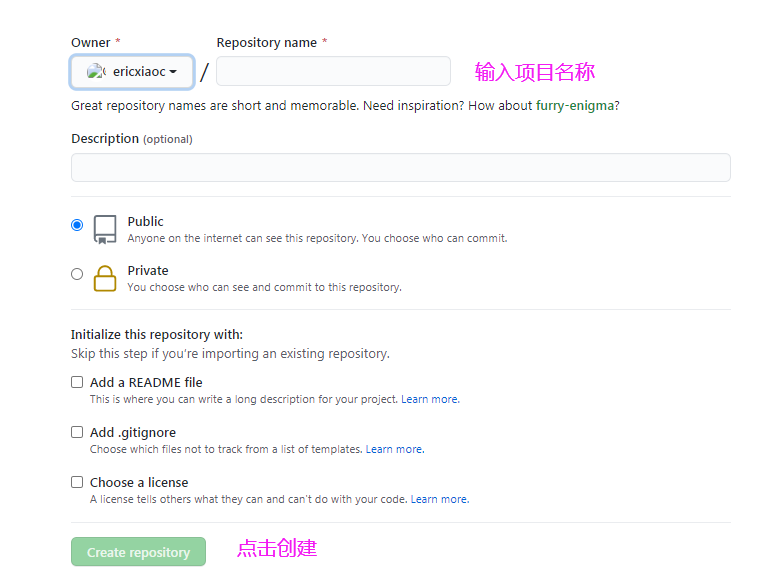 Owner * Repository name *
ericxiaoc / 输入项目名称
Great repository names are short and memorable. Need inspiration? How about furry-enigma?
Description (optional)
Public
Anyone on the internet can see this repository. You choose who can commit.
Private
You choose who can see and commit to this repository.
Initialize this repository with:
Skip this step if you're importing an existing repository.
Add a README file
This is where you can write a long description for your project. Learn more.
Add .gitignore
Choose which files not to track from a list of templates. Learn more.
Choose a license
A license tells others what they can and can't do with your code. Learn more.
Create repository 点击创建